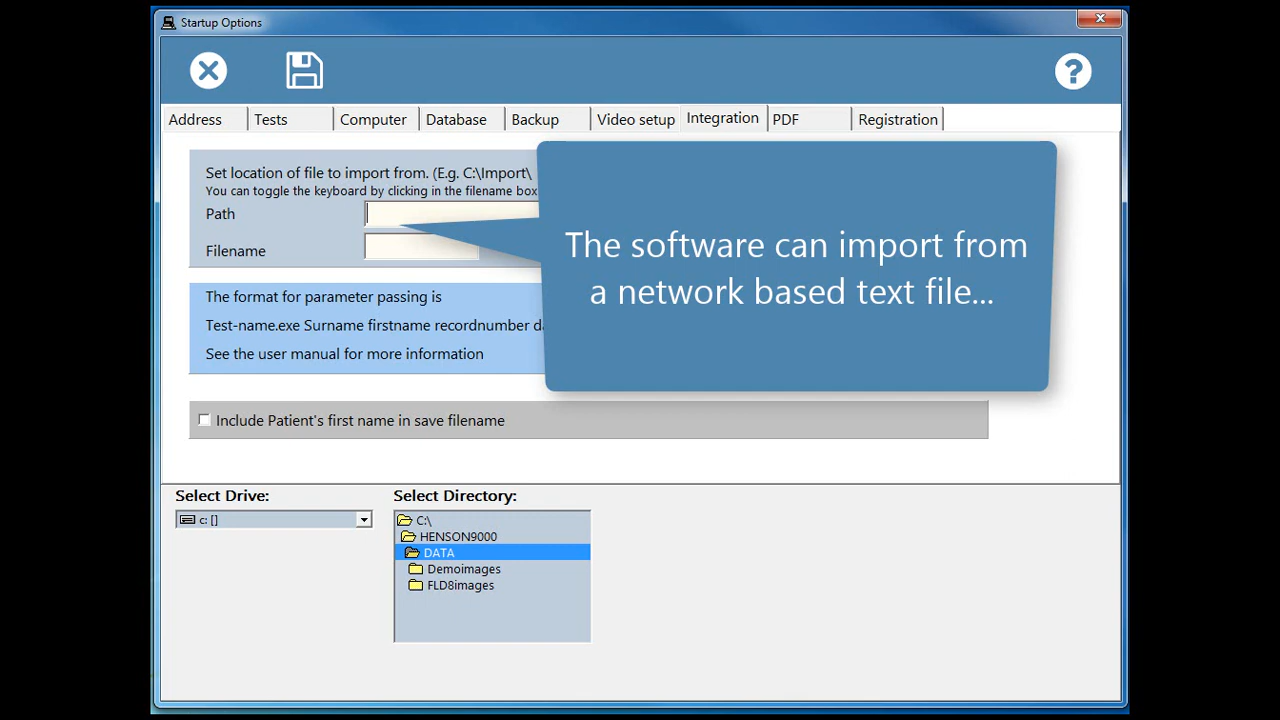 Startup Options
Address Tests Computer Database Backup Video setup Integration PDF Registration
Set location of file to import from. (E.g. C:\Import\
You can toggle the keyboard by clicking in the filename box
Path
Filename
The software can import from
a network based text file...
The format for parameter passing is
Test-name.exe Surname firstname recordnumber
See the user manual for more information
Include Patient's first name in save filename
Select Drive:
c: []
Select Directory:
C:\
HENSON9000
DATA
Demoimages
FLD8images